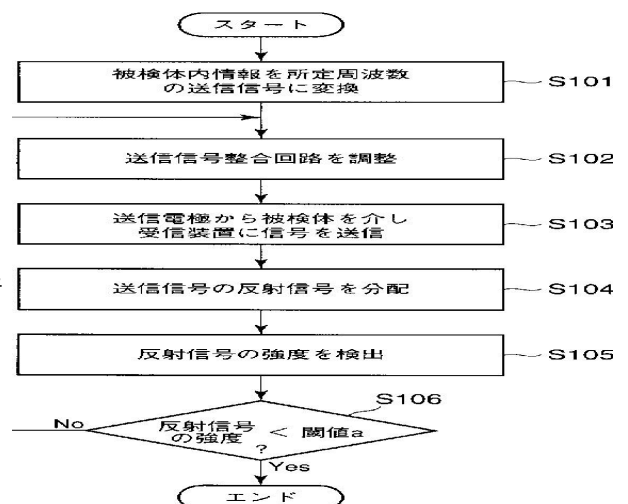 スタート
被検体内情報を所定周波数
の送信信号に変換
S101
送信信号整合回路を調整
S102
送信電極から被検体を介し
受信装置に信号を送信
S103
送信信号の反射信号を分配
S104
反射信号の強度を検出
S105
S106
No
反射信号
の強度 < 閾値a
?
Yes
エンド